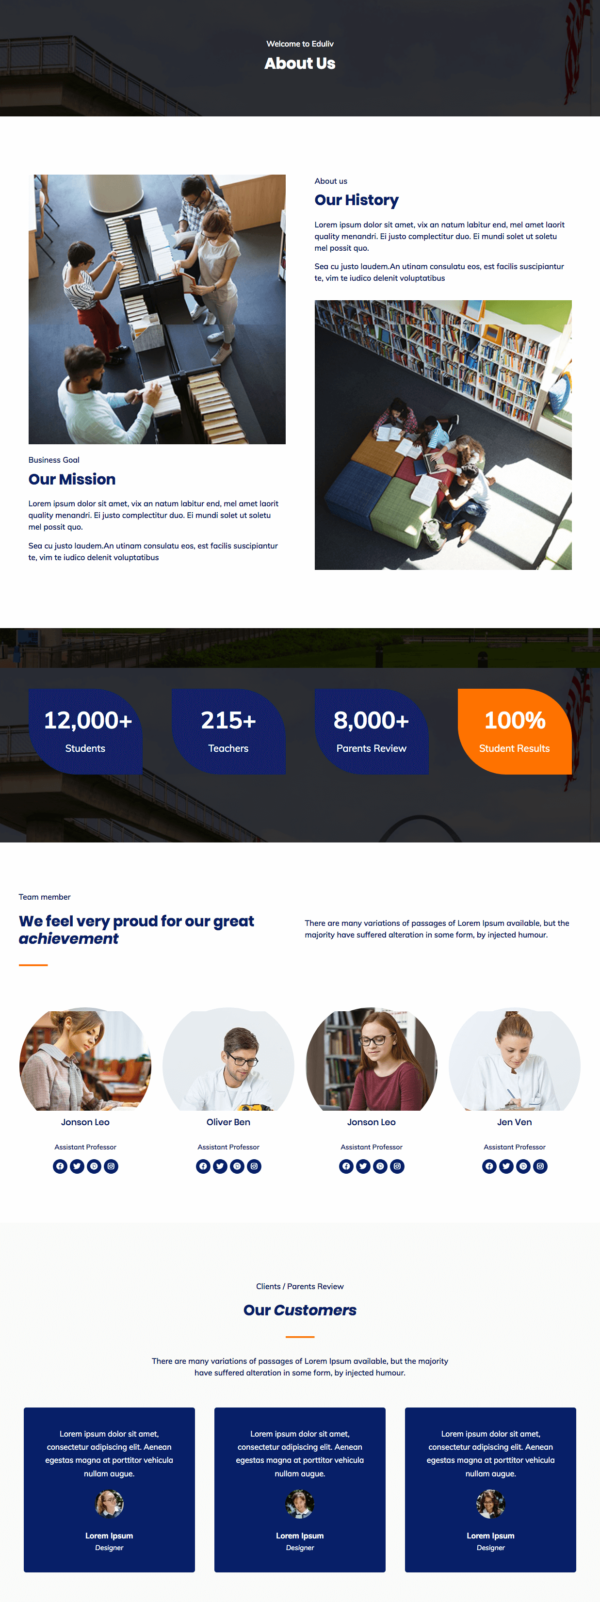 Welcome to Eduliv
About Us
About us
Our History
Lorem ipsum dolor sit amet, vix an natum labitur end, mel amet laorit
quality menandri. Ei justo complectitur duo. Ei mundi solet ut soletu
mel possit quo.
Sea cu justo laudem.An utinam consulatu eos, est facilis suscipiantur
te, vim te iudico delenit voluptatibus
Business Goal
Our Mission
Lorem ipsum dolor sit amet, vix an natum labitur end, mel amet laorit
quality menandri. Ei justo complectitur duo. Ei mundi solet ut soletu
mel possit quo.
Sea cu justo laudem.An utinam consulatu eos, est facilis suscipiantur
te, vim te iudico delenit voluptatibus
12,000+
Students
215+
Teachers
8,000+
Parents Review
100%
Student Results
Team member
We feel very proud for our great
achievement
There are many variations of passages of Lorem Ipsum available, but the
majority have suffered alteration in some form, by injected humour.
Jonson Leo
Assistant Professor
Oliver Ben
Assistant Professor
Jonson Leo
Assistant Professor
Jen Ven
Assistant Professor
Clients / Parents Review
Our Customers
There are many variations of passages of Lorem Ipsum available, but the majority
have suffered alteration in some form, by injected humour.
Lorem ipsum dolor sit amet,
consectetur adipiscing elit. Aenean
egestas magna at porttitor vehicula
nullam augue.
Lorem Ipsum
Designer
Lorem ipsum dolor sit amet,
consectetur adipiscing elit. Aenean
egestas magna at porttitor vehicula
nullam augue.
Lorem Ipsum
Designer
Lorem ipsum dolor sit amet,
consectetur adipiscing elit. Aenean
egestas magna at porttitor vehicula
nullam augue.
Lorem Ipsum
Designer